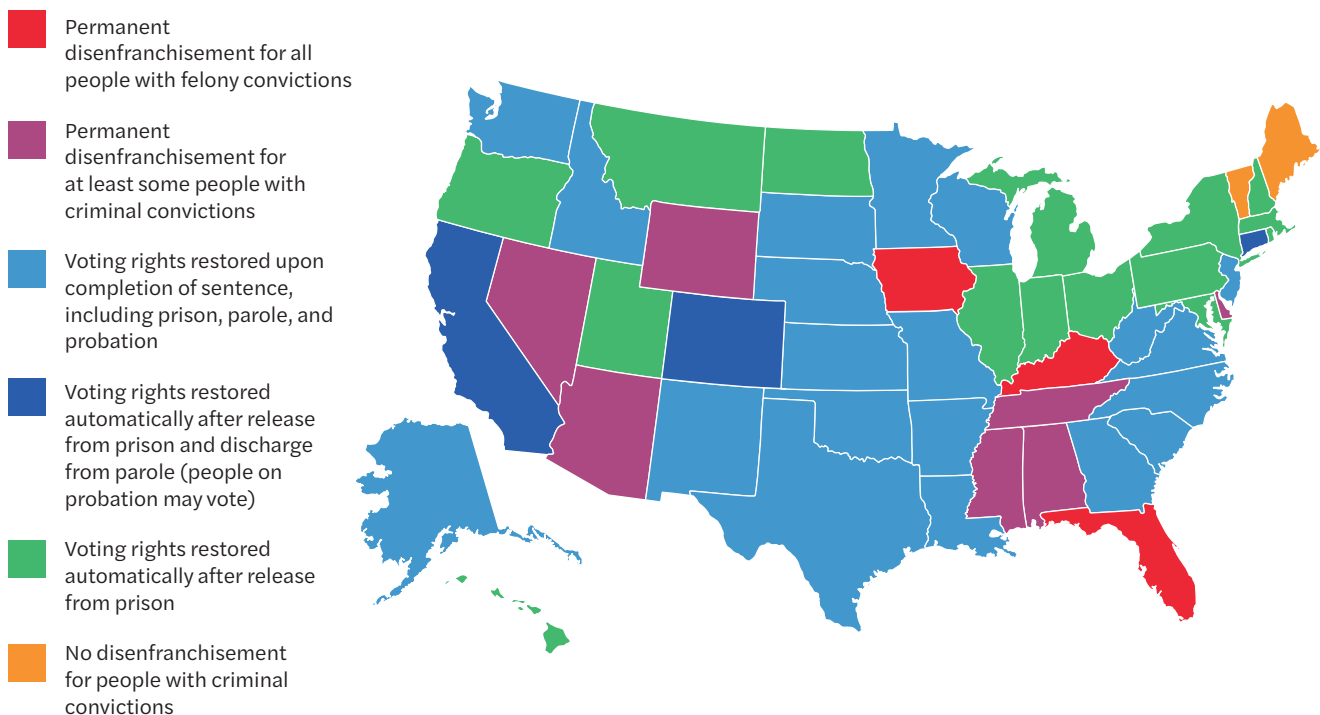 Permanent
disenfranchisement for all
people with felony convictions
Permanent
disenfranchisement for
at least some people with
criminal convictions
Voting rights restored upon
completion of sentence,
including prison, parole, and
probation
Voting rights restored
automatically after release
from prison and discharge
from parole (people on
probation may vote)
Voting rights restored
automatically after release
from prison
No disenfranchisement
for people with criminal
convictions